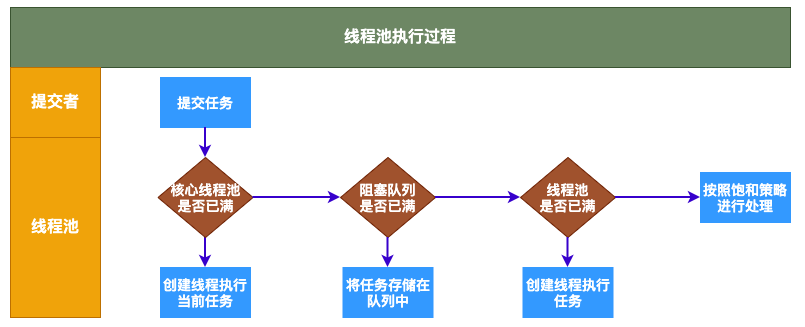 线程池执行过程
提交者
提交任务
线程池
核心线程池
是否已满
阻塞队列
是否已满
线程池
是否已满
按照饱和策略
进行处理
创建线程执行
当前任务
将任务存储在
队列中
创建线程执行
任务